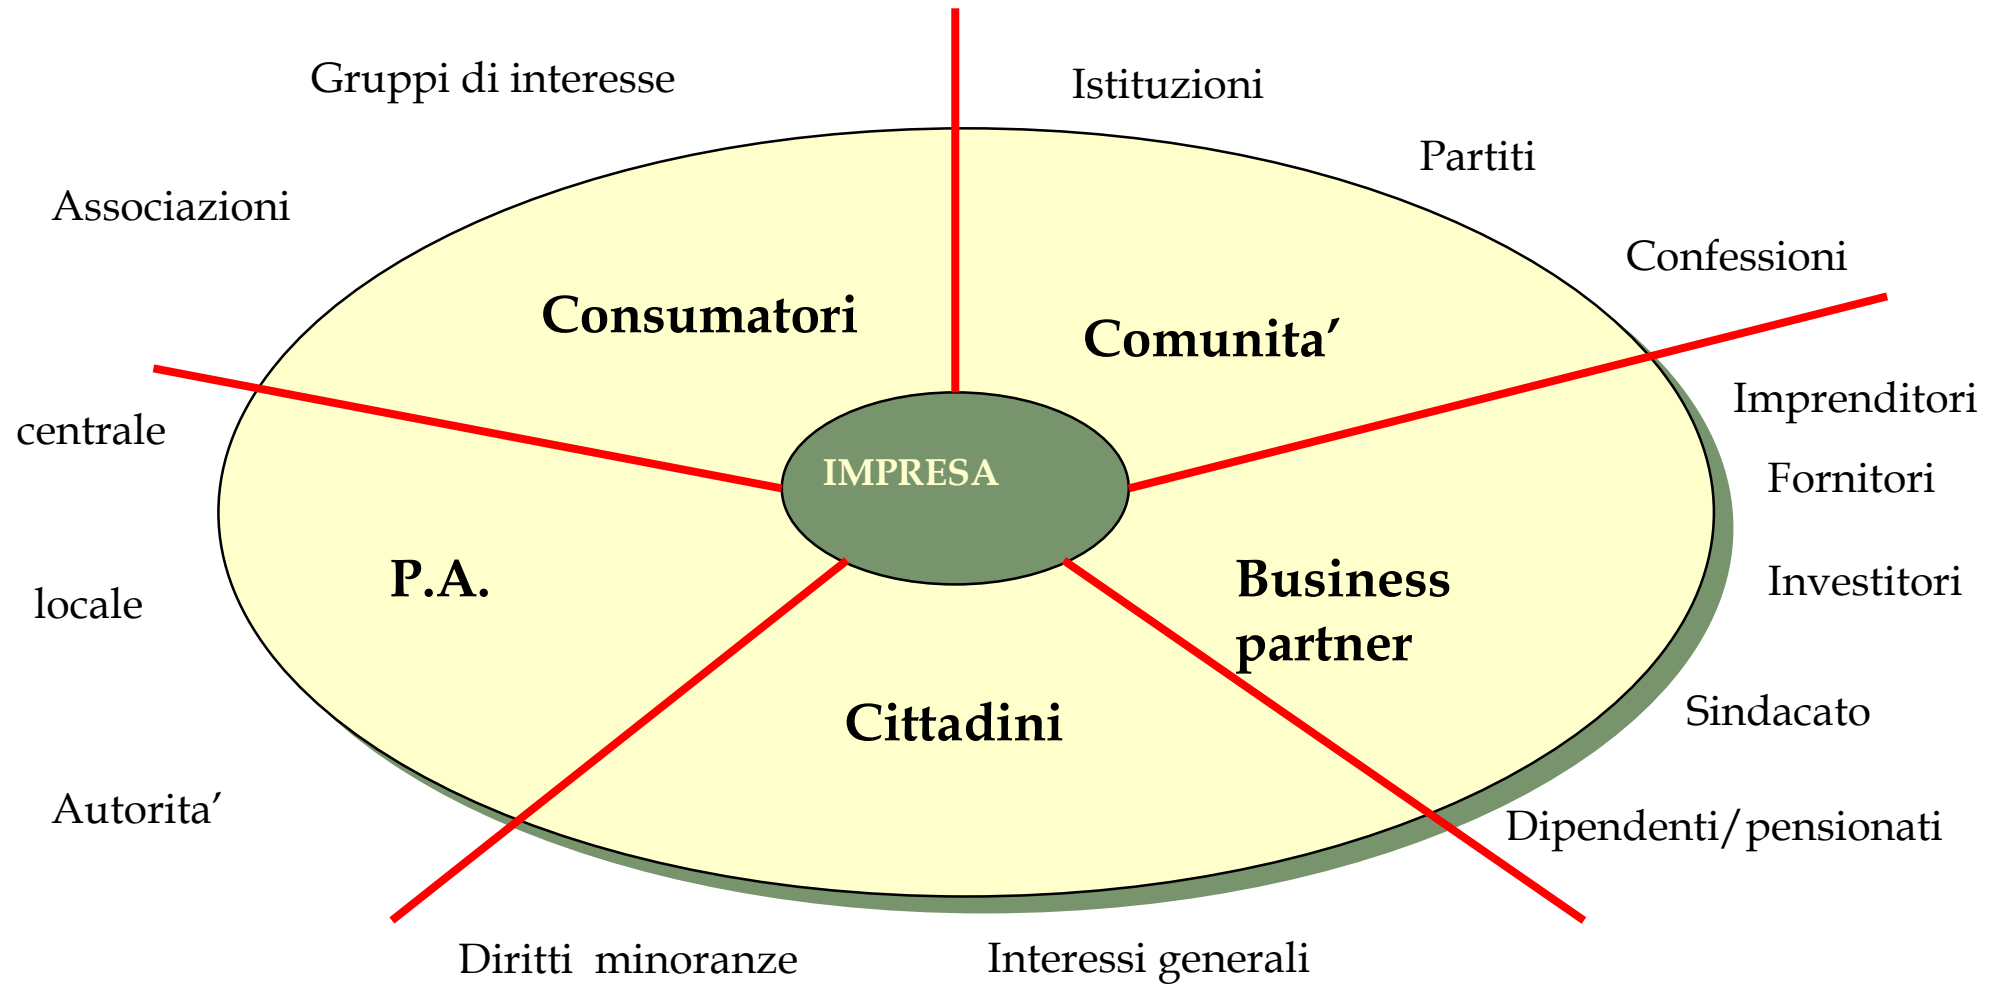 Gruppi di interesse
Istituzioni
Partiti
Associazioni
Confessioni
Consumatori
Comunita’
Imprenditori
centrale
IMPRESA
Fornitori
P.A.
Business
partner
Investitori
locale
Cittadini
Sindacato
Autorita’
Dipendenti/pensionati
Diritti  minoranze
Interessi generali